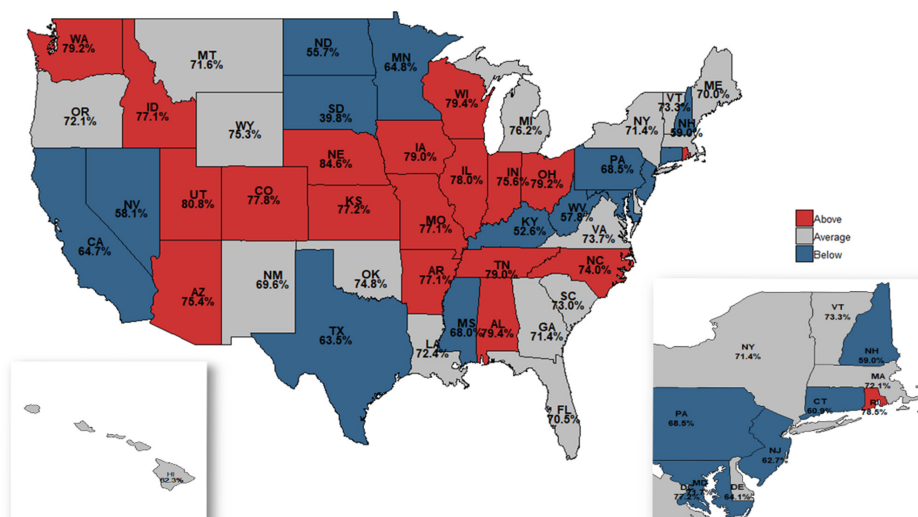 WA
79.2%
MT
71.6%
ND
55.7%
MN
64.8%
OR
72.1%
ID
77.1%
WY
75.3%
SD
39.8%
WI
79.4%
MI
76.2%
VT
73.3%
ME
70.0%
NH
59.0%
NY
71.4%
NV
58.1%
CA
64.7%
UT
80.8%
CO
77.8%
NE
84.6%
KS
77.2%
IA
79.0%
MO
77.1%
IL
78.0%
IN
75.6%
OH
79.2%
PA
68.5%
WV
57.8%
KY
52.6%
VA
73.7%
AZ
75.4%
NM
69.6%
OK
74.8%
AR
77.1%
TN
79.0%
NC
74.0%
SC
73.0%
TX
63.5%
LA
72.4%
MS
68.0%
AL
79.4%
GA
71.4%
FL
70.5%
Above
Average
Below
HI
62.3%
VT
73.3%
NY
71.4%
NH
59.0%
MA
72.1%
CT
60.9%
RI
78.5%
PA
68.5%
NJ
62.7%
DE
64.1%
77.2%